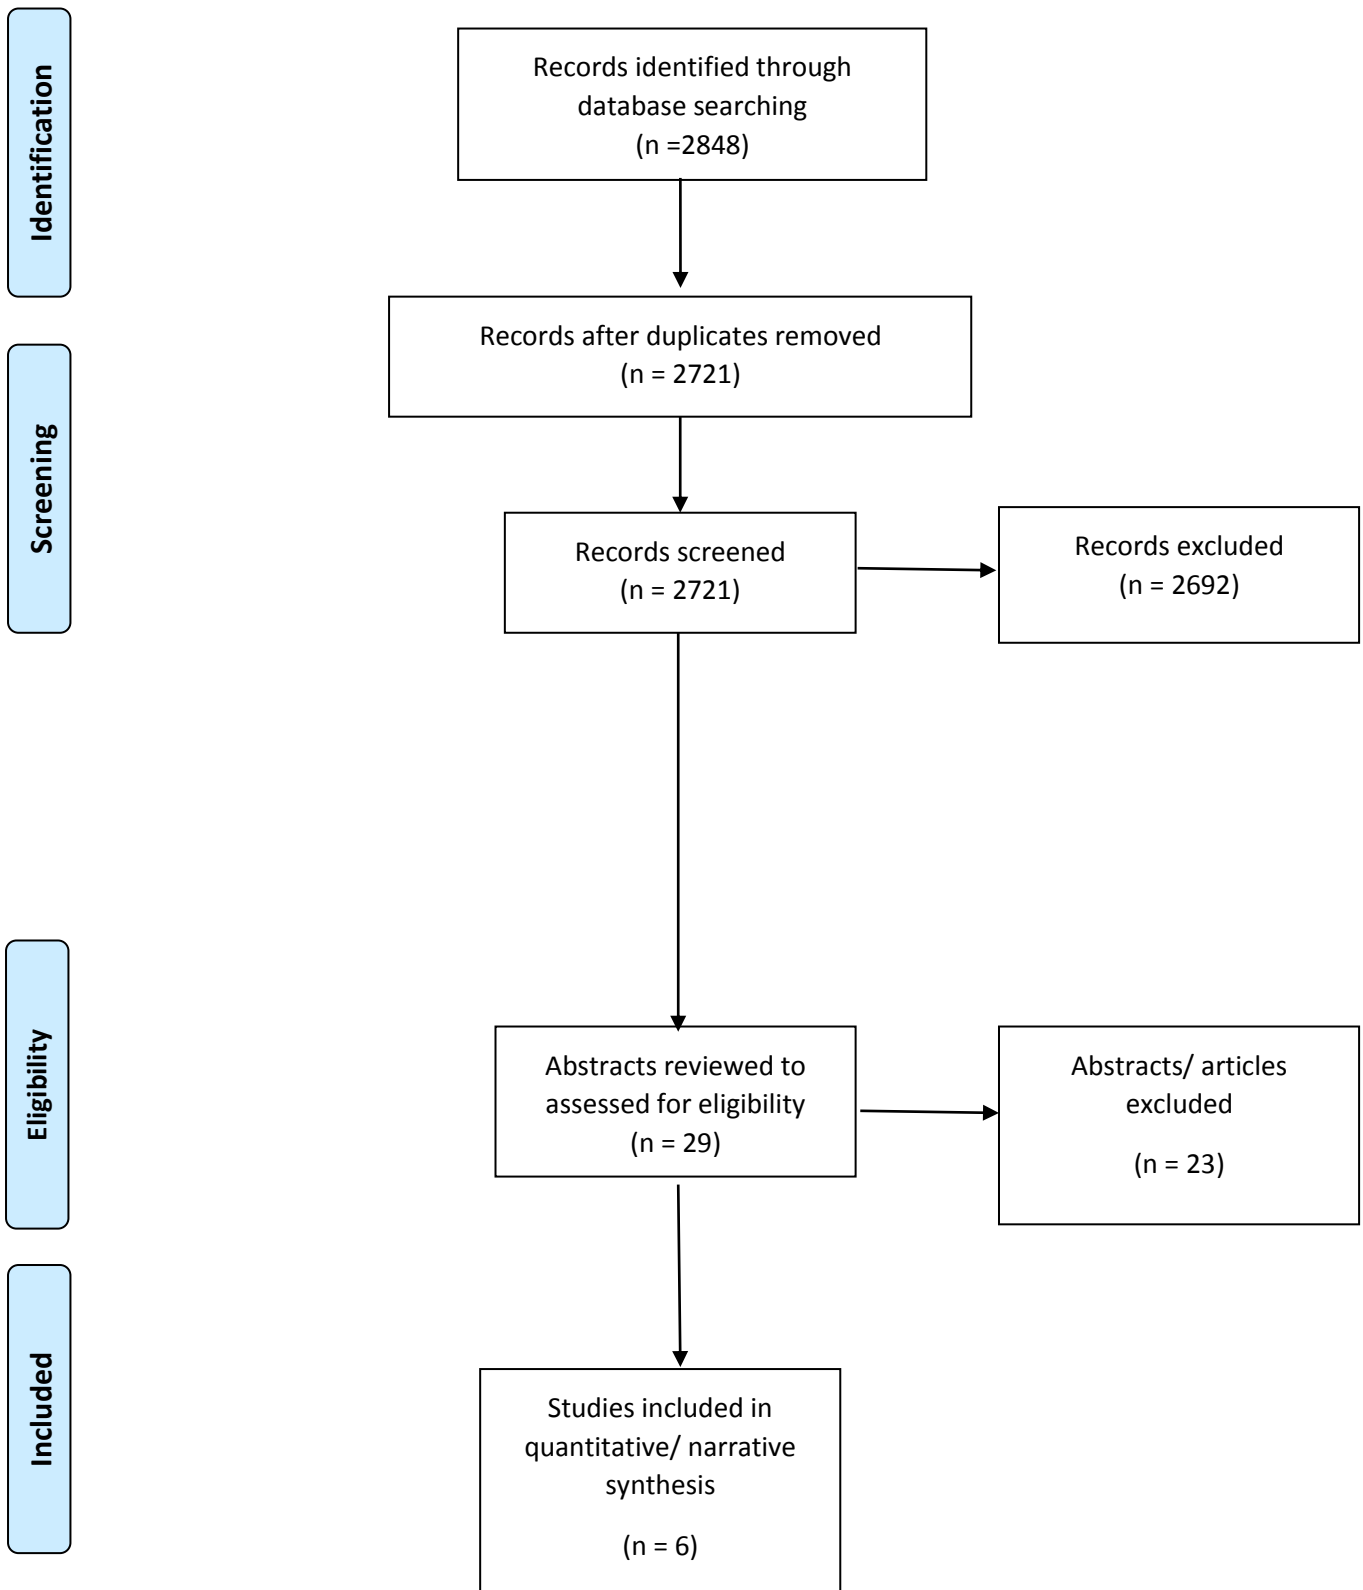 Identification
Records identified through
database searching
(n =2848)
Records after duplicates removed
(n = 2721)
Screening
Records screened
(n = 2721)
Records excluded
(n = 2692)
Eligibility
Abstracts reviewed to
assessed for eligibility
(n = 29)
Abstracts/ articles
excluded
(n = 23)
Included
Studies included in
quantitative/ narrative
synthesis
(n = 6)